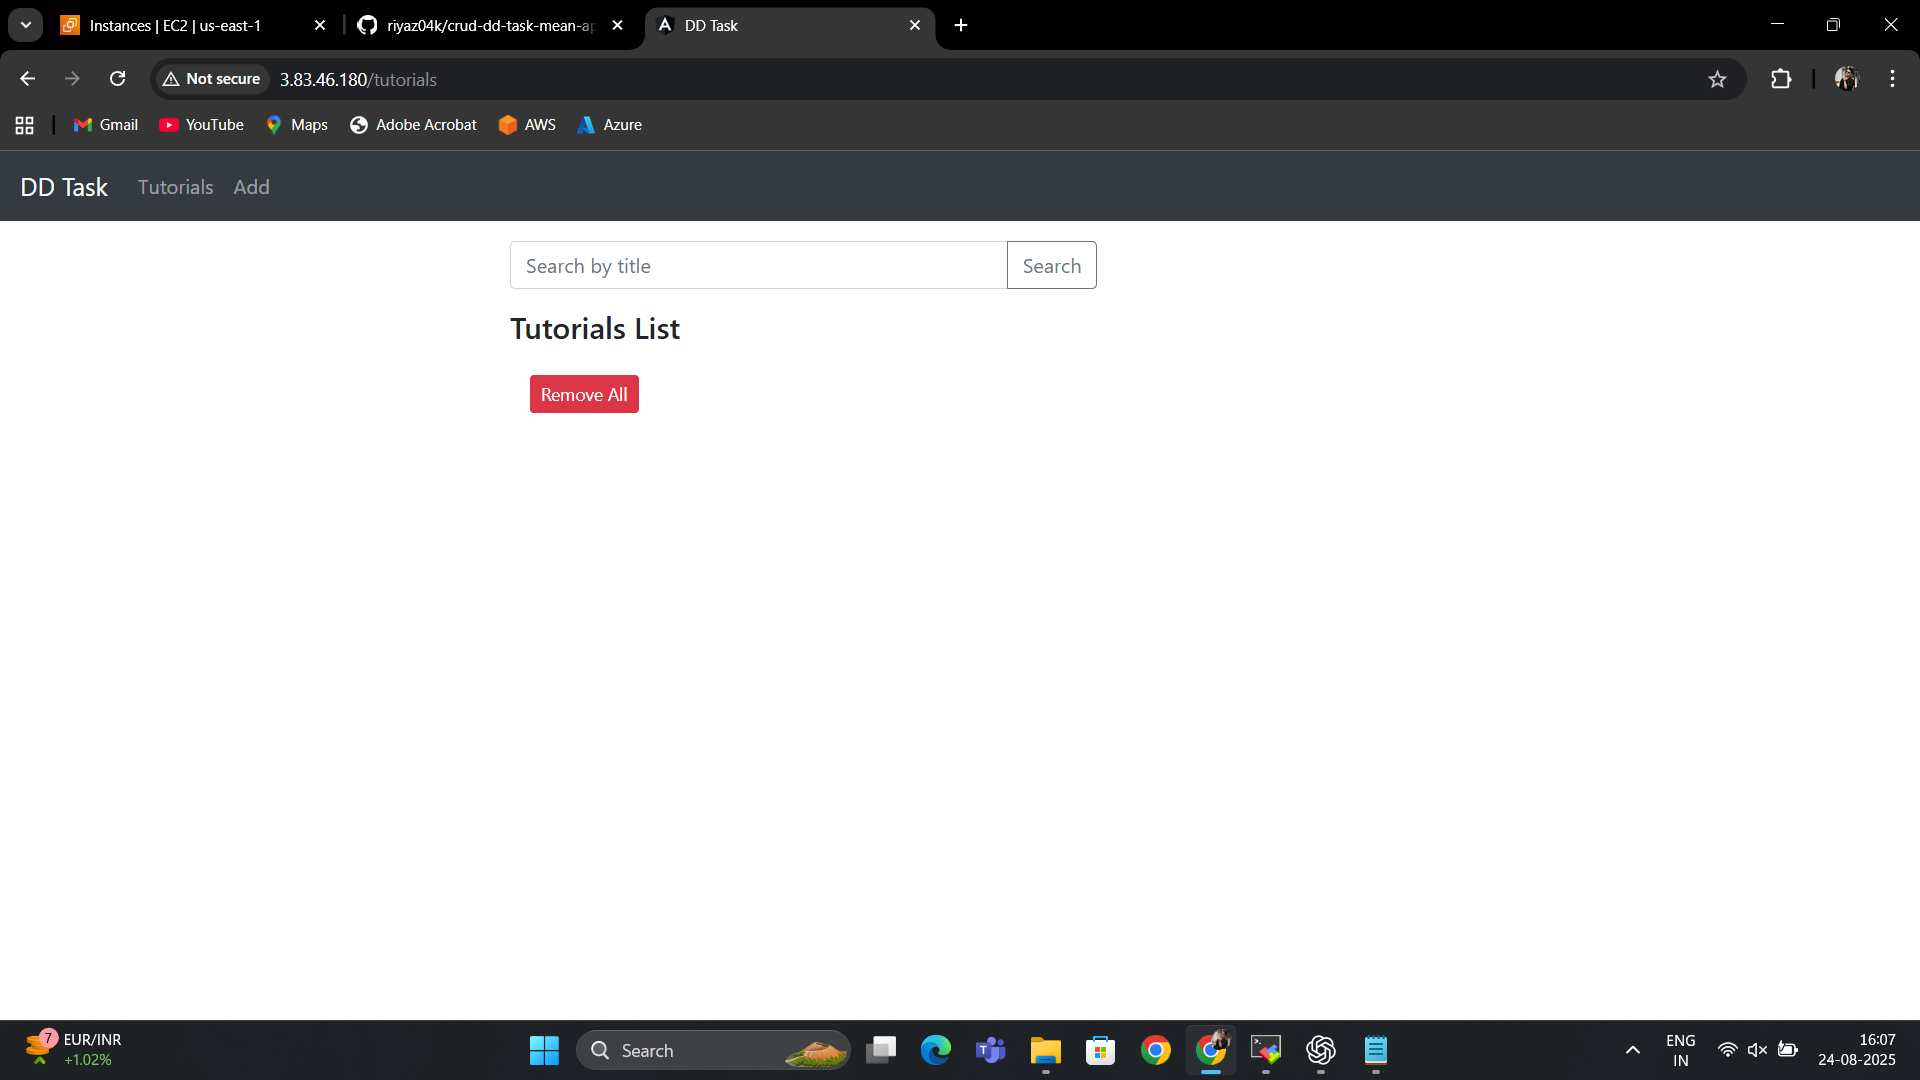 Instances | EC2 | us-east-1
riyaz04k/crud-dd-task-mean-ap
DD Task
Not secure
3.83.46.180/tutorials
Gmail
YouTube
Maps
Adobe Acrobat
AWS
Azure
DD Task
Tutorials
Add
Search by title
Search
Tutorials List
Remove All
7
EUR/INR
+1.02%
Search
ENG
IN
16:07
24-08-2025